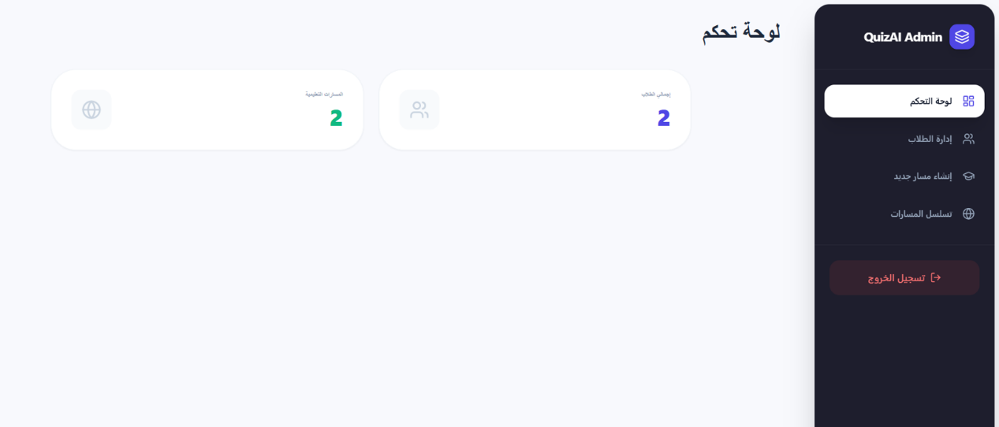 QuizAI Admin
لوحة التحكم
إدارة الطلاب
إنشاء مسار جديد
تسلسل المسارات
تسجيل الخروج
لوحة تحكم
إجمالي الطلاب
2
المسارات التعليمية
2